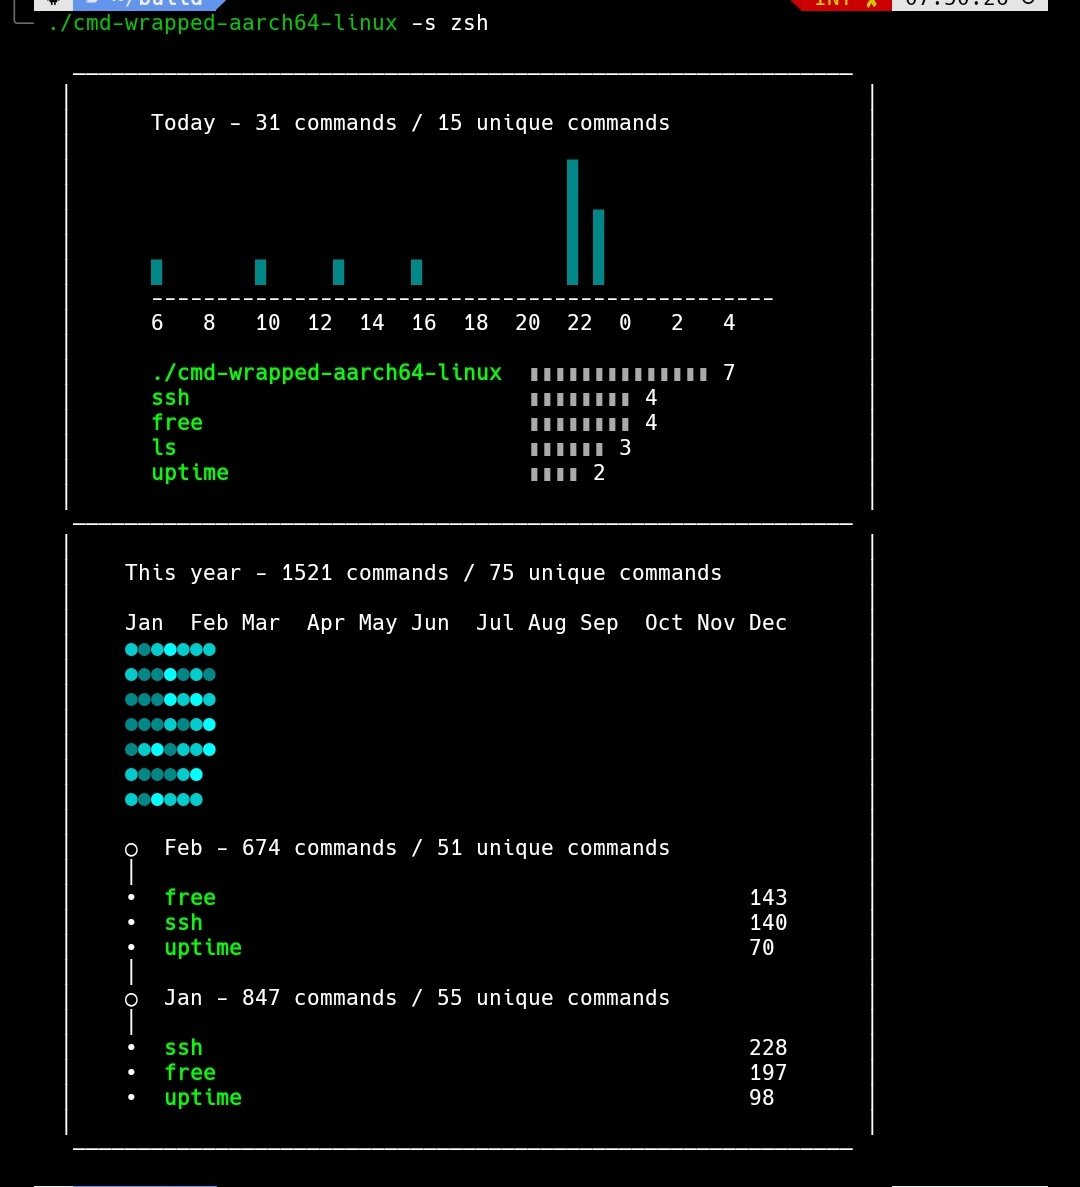 ./cmd-wrapped-aarch64-linux -s zsh
Today - 31 commands / 15 unique commands
6 8 10 12 14 16 18 20 22 0 2 4
./cmd-wrapped-aarch64-linux 7
ssh 4
free 4
ls 3
uptime 2
This year - 1521 commands / 75 unique commands
Jan Feb Mar Apr May Jun Jul Aug Sep Oct Nov Dec
Feb - 674 commands / 51 unique commands
• free 143
• ssh 140
• uptime 70
Jan - 847 commands / 55 unique commands
• ssh 228
• free 197
• uptime 98